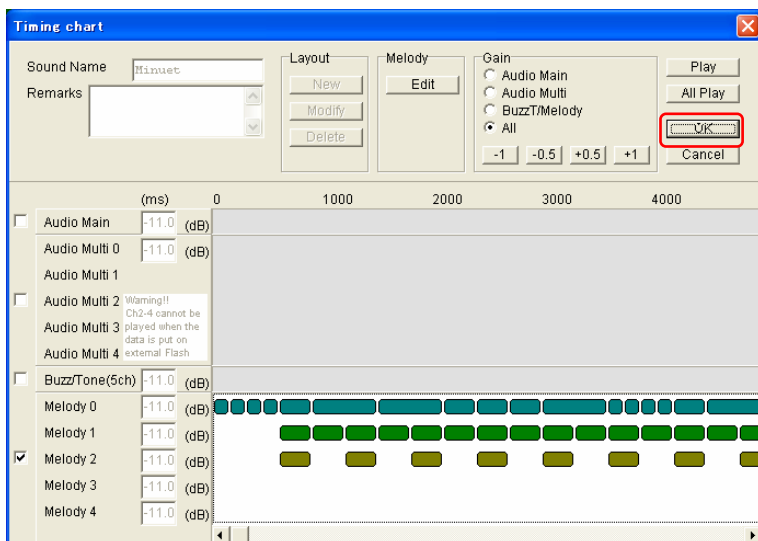 Timing chart
Sound Name Minuet
Remarks
Layout
New
Modify
Delete
Melody
Edit
Gain
Audio Main
Audio Multi
BuzzT/Melody
All
-1 -0.5 +0.5 +1
Play
All Play
OK
Cancel
(ms) 0 1000 2000 3000 4000
Audio Main -11.0 (dB)
Audio Multi 0 -11.0 (dB)
Audio Multi 1
Audio Multi 2
Audio Multi 3
Audio Multi 4
Warning!!
Ch2-4 cannot be
played when the
data is put on
external Flash
Buzz/Tone(5ch) -11.0 (dB)
Melody 0 -11.0 (dB)
Melody 1 -11.0 (dB)
Melody 2 -11.0 (dB)
Melody 3 -11.0 (dB)
Melody 4 -11.0 (dB)